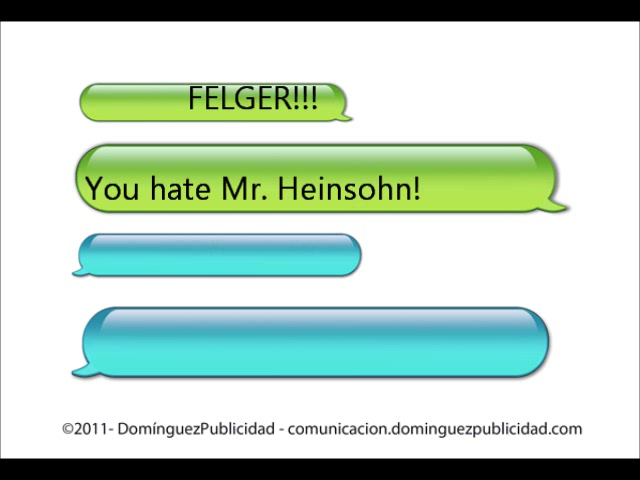 FELGER!!!
You hate Mr. Heinsohn!
©2011- DomínguezPublicidad - comunicacion.dominguezpublicidad.com